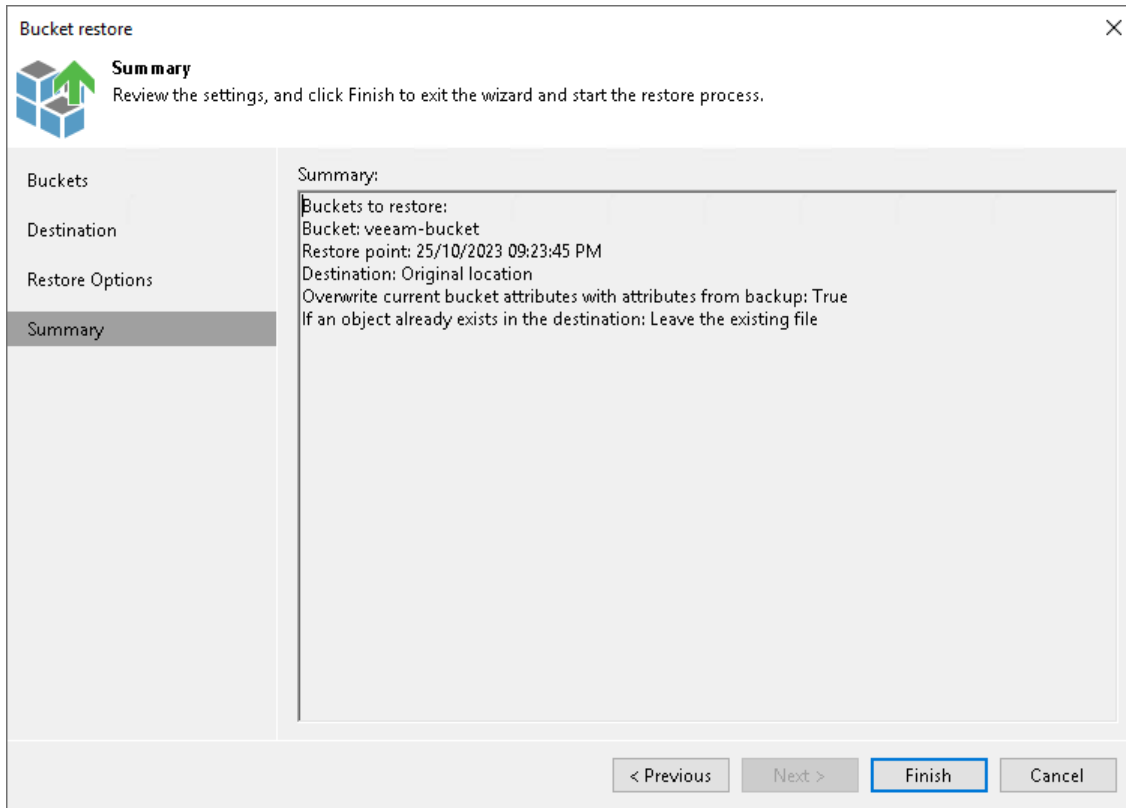 Bucket restore
Summary
Review the settings, and click Finish to exit the wizard and start the restore process.
Buckets
Destination
Restore Options
Summary
Summary:
Buckets to restore:
Bucket: veeam-bucket
Restore point: 25/10/2023 09:23:45 PM
Destination: Original location
Overwrite current bucket attributes with attributes from backup: True
If an object already exists in the destination: Leave the existing file
< Previous
Next >
Finish
Cancel